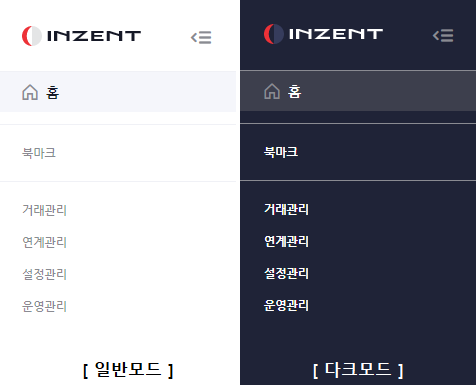 INZENT
홈
북마크
거래관리
연계관리
설정관리
운영관리
[ 일반모드 ]
INZENT
홈
북마크
거래관리
연계관리
설정관리
운영관리
[ 다크모드 ]